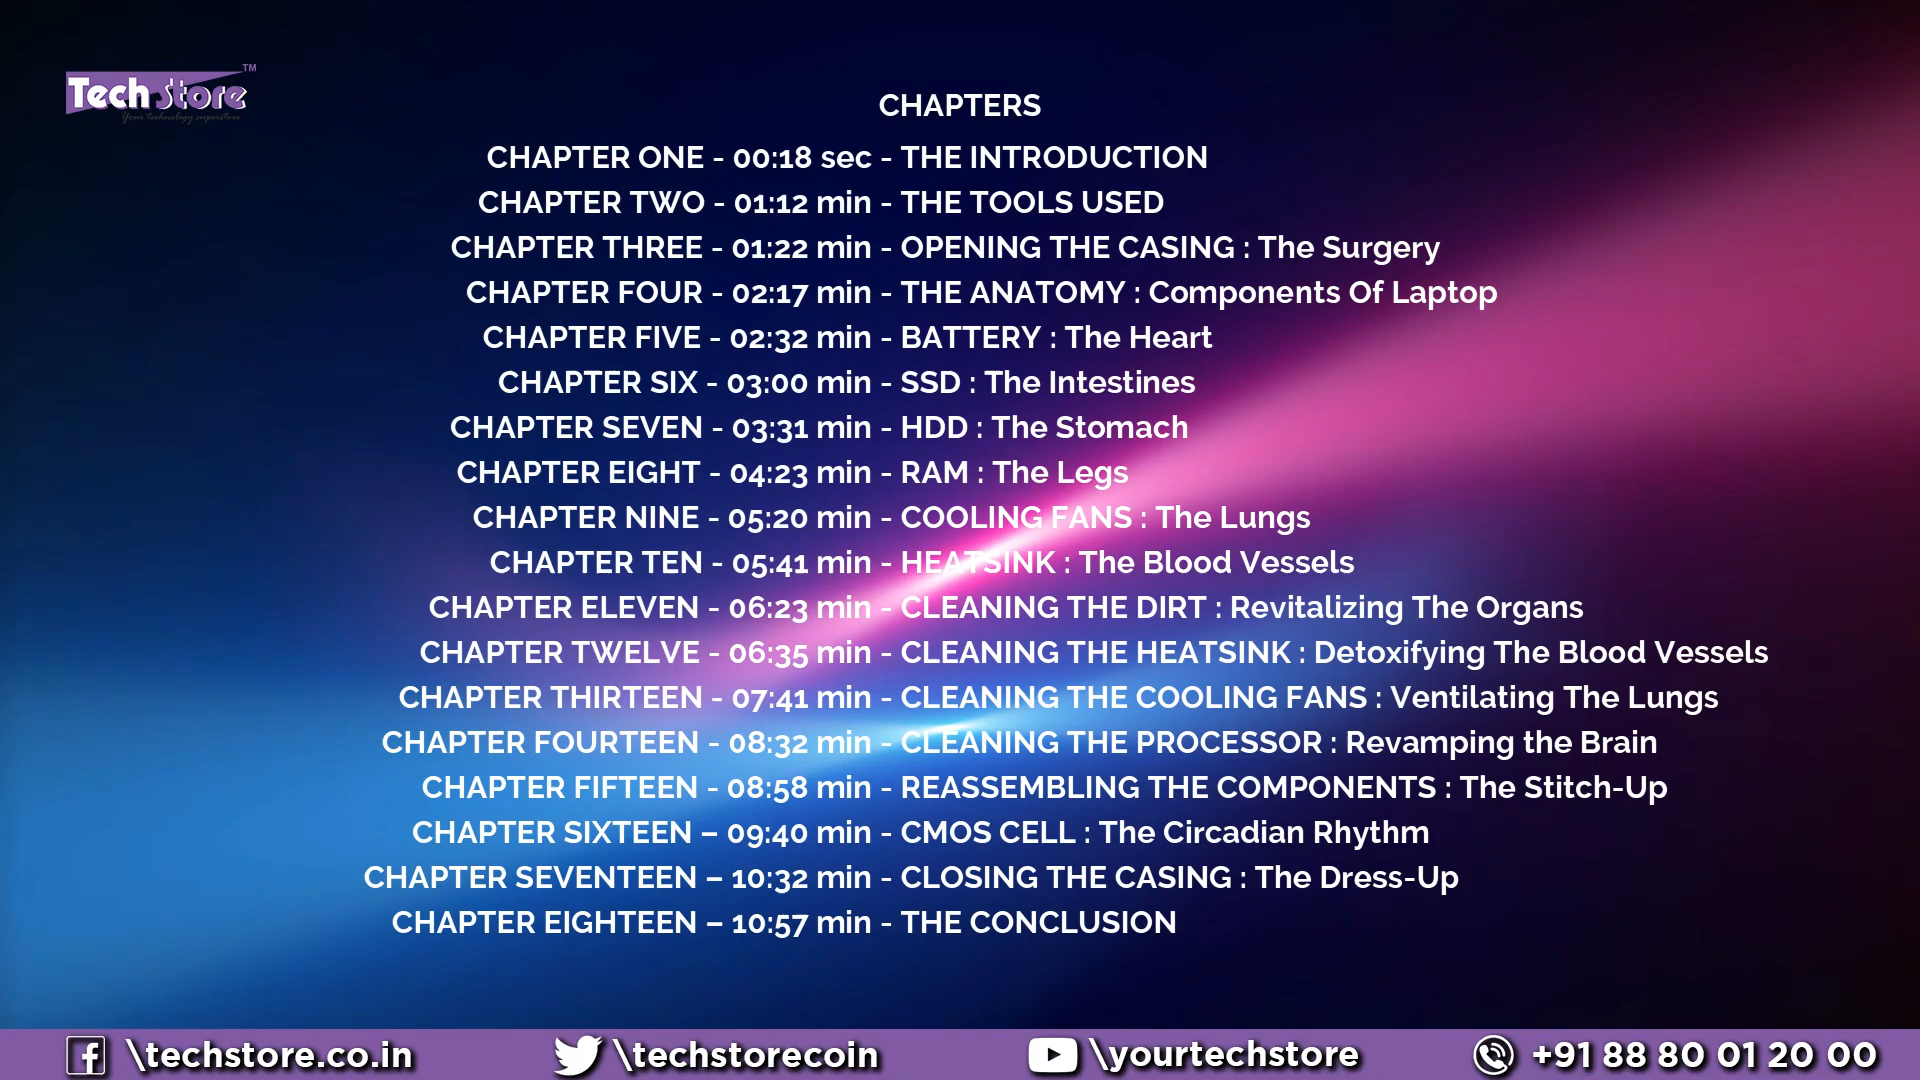 TechStore™
Your technology superstore
CHAPTERS
CHAPTER ONE - 00:18 sec - THE INTRODUCTION
CHAPTER TWO - 01:12 min - THE TOOLS USED
CHAPTER THREE - 01:22 min - OPENING THE CASING : The Surgery
CHAPTER FOUR - 02:17 min - THE ANATOMY : Components Of Laptop
CHAPTER FIVE - 02:32 min - BATTERY : The Heart
CHAPTER SIX - 03:00 min - SSD : The Intestines
CHAPTER SEVEN - 03:31 min - HDD : The Stomach
CHAPTER EIGHT - 04:23 min - RAM : The Legs
CHAPTER NINE - 05:20 min - COOLING FANS : The Lungs
CHAPTER TEN - 05:41 min - HEATSINK : The Blood Vessels
CHAPTER ELEVEN - 06:23 min - CLEANING THE DIRT : Revitalizing The Organs
CHAPTER TWELVE - 06:35 min - CLEANING THE HEATSINK : Detoxifying The Blood Vessels
CHAPTER THIRTEEN - 07:41 min - CLEANING THE COOLING FANS : Ventilating The Lungs
CHAPTER FOURTEEN - 08:32 min - CLEANING THE PROCESSOR : Revamping the Brain
CHAPTER FIFTEEN - 08:58 min - REASSEMBLING THE COMPONENTS : The Stitch-Up
CHAPTER SIXTEEN – 09:40 min - CMOS CELL : The Circadian Rhythm
CHAPTER SEVENTEEN – 10:32 min - CLOSING THE CASING : The Dress-Up
CHAPTER EIGHTEEN – 10:57 min - THE CONCLUSION
\techstore.co.in \techstorecoin \yourtechstore +91 88 80 01 20 00